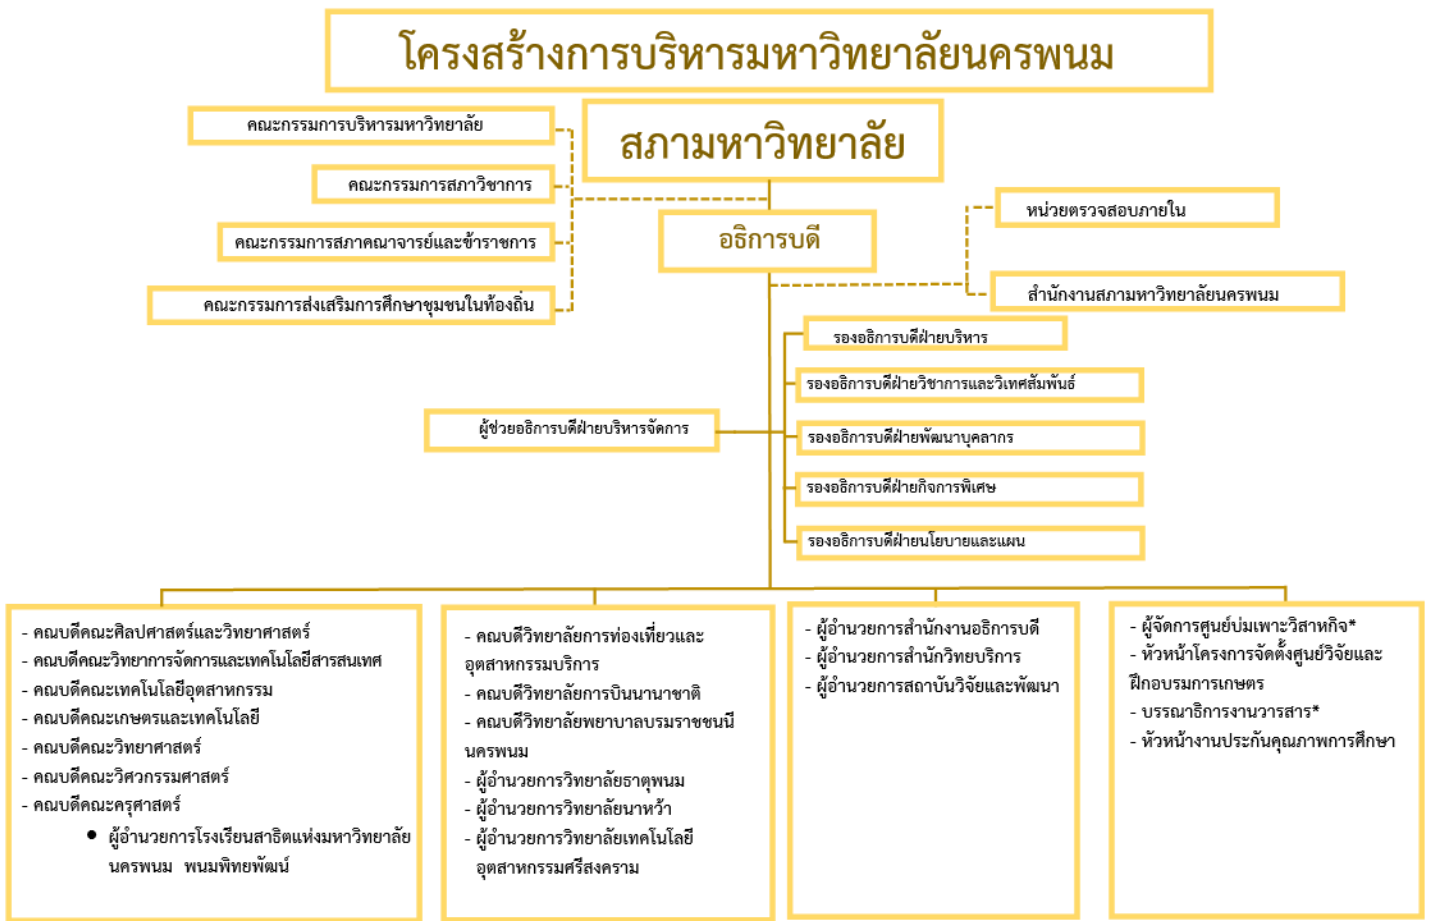 โครงสร้างการบริหารมหาวิทยาลัยนครพนม
สภามหาวิทยาลัย
คณะกรรมการบริหารมหาวิทยาลัย
คณะกรรมการสภาวิชาการ
คณะกรรมการสภาคณาจารย์และข้าราชการ
คณะกรรมการส่งเสริมการศึกษาชุมชนในท้องถิ่น
อธิการบดี
หน่วยตรวจสอบภายใน
สำนักงานสภามหาวิทยาลัยนครพนม
รองอธิการบดีฝ่ายบริหาร
รองอธิการบดีฝ่ายวิชาการและวิเทศสัมพันธ์
ผู้ช่วยอธิการบดีฝ่ายบริหารจัดการ
รองอธิการบดีฝ่ายพัฒนาบุคลากร
รองอธิการบดีฝ่ายกิจการพิเศษ
รองอธิการบดีฝ่ายนโยบายและแผน
- คณบดีคณะศิลปศาสตร์และวิทยาศาสตร์
- คณบดีคณะวิทยาการจัดการและเทคโนโลยีสารสนเทศ
- คณบดีคณะเทคโนโลยีอุตสาหกรรม
- คณบดีคณะเกษตรและเทคโนโลยี
- คณบดีคณะวิทยาศาสตร์
- คณบดีคณะวิศวกรรมศาสตร์
- คณบดีคณะครุศาสตร์
● ผู้อำนวยการโรงเรียนสาธิตแห่งมหาวิทยาลัย
นครพนม พนมพิทยพัฒน์
- คณบดีวิทยาลัยการท่องเที่ยวและ
อุตสาหกรรมบริการ
- คณบดีวิทยาลัยการบินนานาชาติ
- คณบดีวิทยาลัยพยาบาลบรมราชชนนี
นครพนม
- ผู้อำนวยการวิทยาลัยธาตุพนม
- ผู้อำนวยการวิทยาลัยนาหว้า
- ผู้อำนวยการวิทยาลัยเทคโนโลยี
อุตสาหกรรมศรีสงคราม
- ผู้อำนวยการสำนักงานอธิการบดี
- ผู้อำนวยการสำนักวิทยบริการ
- ผู้อำนวยการสถาบันวิจัยและพัฒนา
- ผู้จัดการศูนย์บ่มเพาะวิสาหกิจ*
- หัวหน้าโครงการจัดตั้งศูนย์วิจัยและ
ฝึกอบรมการเกษตร
- บรรณาธิการงานวารสาร*
- หัวหน้างานประกันคุณภาพการศึกษา